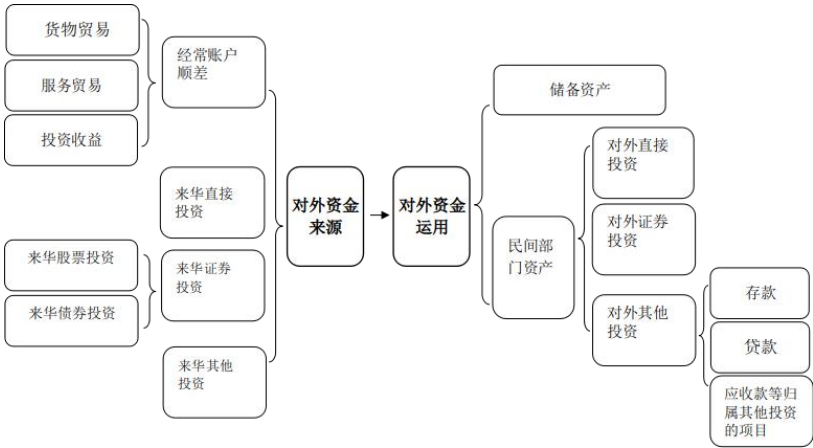 货物贸易
服务贸易
投资收益
经常账户
顺差
来华直接
投资
来华股票投资
来华债券投资
来华证券
投资
来华其他
投资
对外资金
来源
对外资金
运用
储备资产
民间部
门资产
对外直接
投资
对外证券
投资
对外其他
投资
存款
贷款
应收款等归
属其他投资
的项目